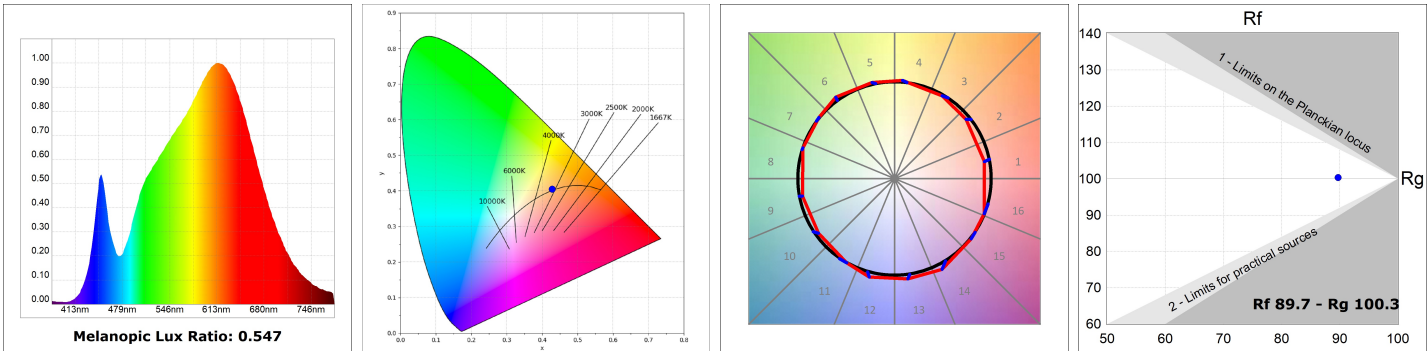 1.00
0.90
0.80
0.70
0.60
0.50
0.40
0.30
0.20
0.10
0.00
413nm 479nm 546nm 613nm 680nm 746nm
Melanopic Lux Ratio: 0.547
0.9
0.8
0.7
0.6
0.5
0.4
0.3
0.2
0.1
0.0
y
0.0 0.1 0.2 0.3 0.4 0.5 0.6 0.7 0.8
x
10000K
6000K
4000K
3000K
2500K
2000K
1667K
1
2
3
4
5
6
7
8
9
10
11
12
13
14
15
16
Rf
140
130
120
110
100
90
80
70
60
Rg
1 - Limits on the Planckian locus
2 - Limits for practical sources
Rf 89.7 - Rg 100.3
50 60 70 80 90 100